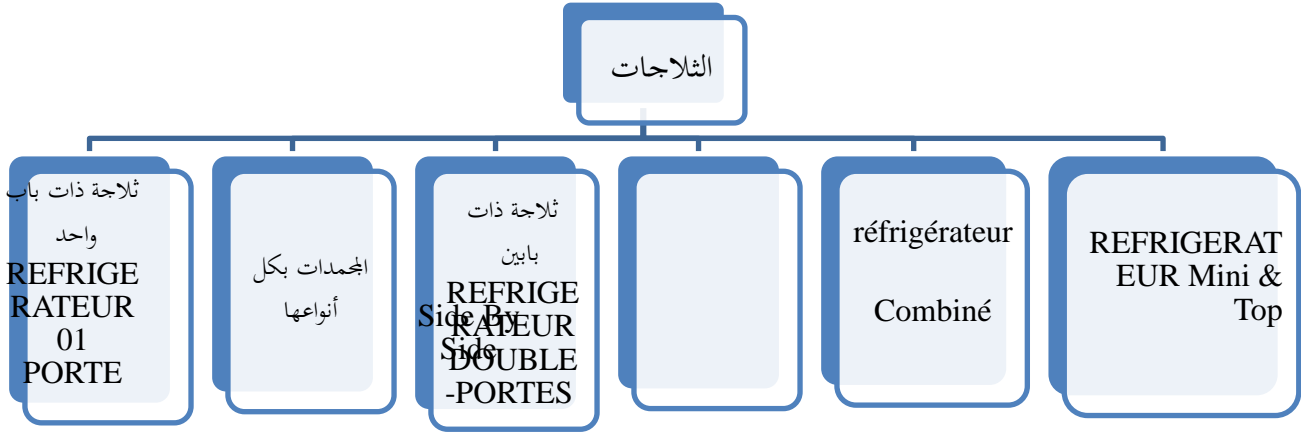 الثلاجات
ثلاجة ذات باب
واحد
REFRIGE
RATEUR
01
PORTE
المجمدات بكل
أنواعها
ثلاجة ذات
بابين
REFRIGE
RATEUR
DOUBLE
-PORTES
Side By
Side
réfrigérateur
Combiné
REFRIGERAT
EUR Mini &
Top